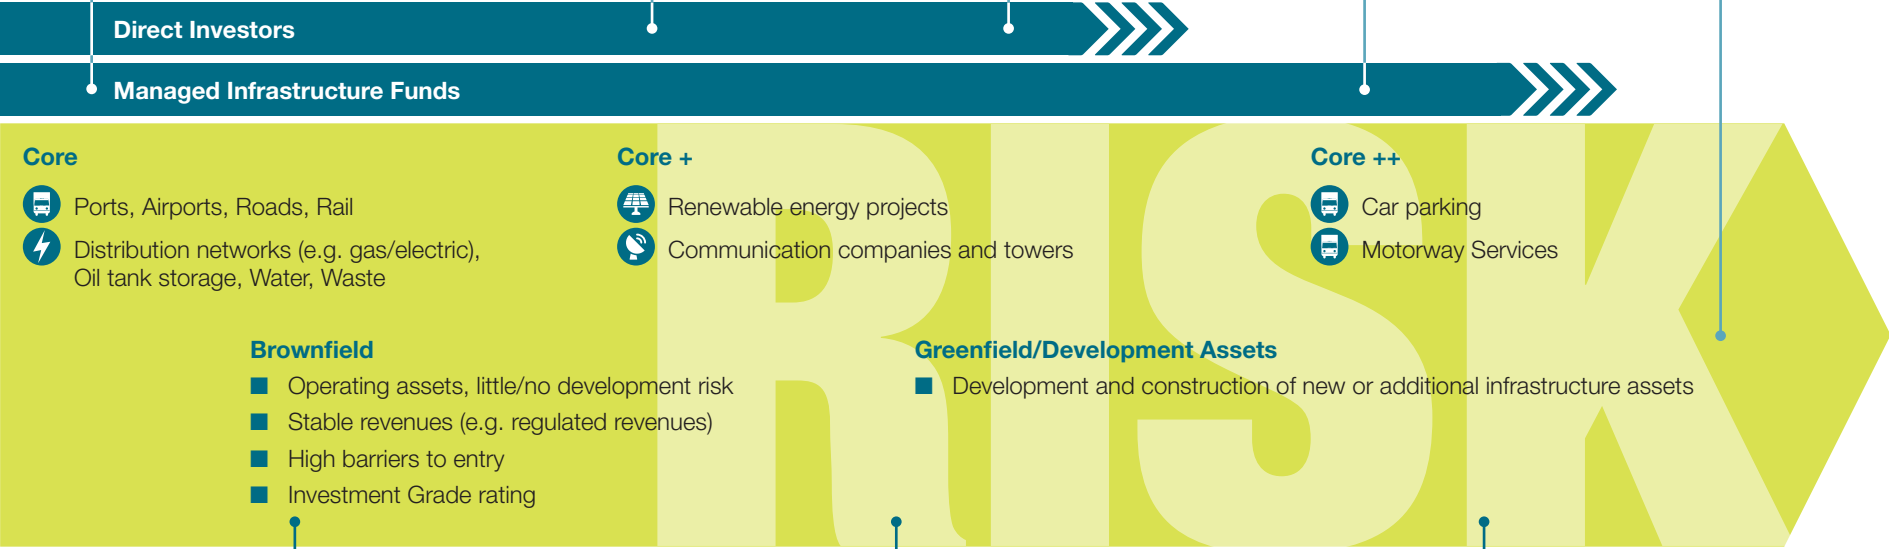 Direct Investors
Managed Infrastructure Funds
RISK
Core
Ports, Airports, Roads, Rail
Distribution networks (e.g. gas/electric),
Oil tank storage, Water, Waste
Core +
Renewable energy projects
Communication companies and towers
Core ++
Car parking
Motorway Services
Brownfield
Operating assets, little/no development risk
Stable revenues (e.g. regulated revenues)
High barriers to entry
Investment Grade rating
Greenfield/Development Assets
Development and construction of new or additional infrastructure assets